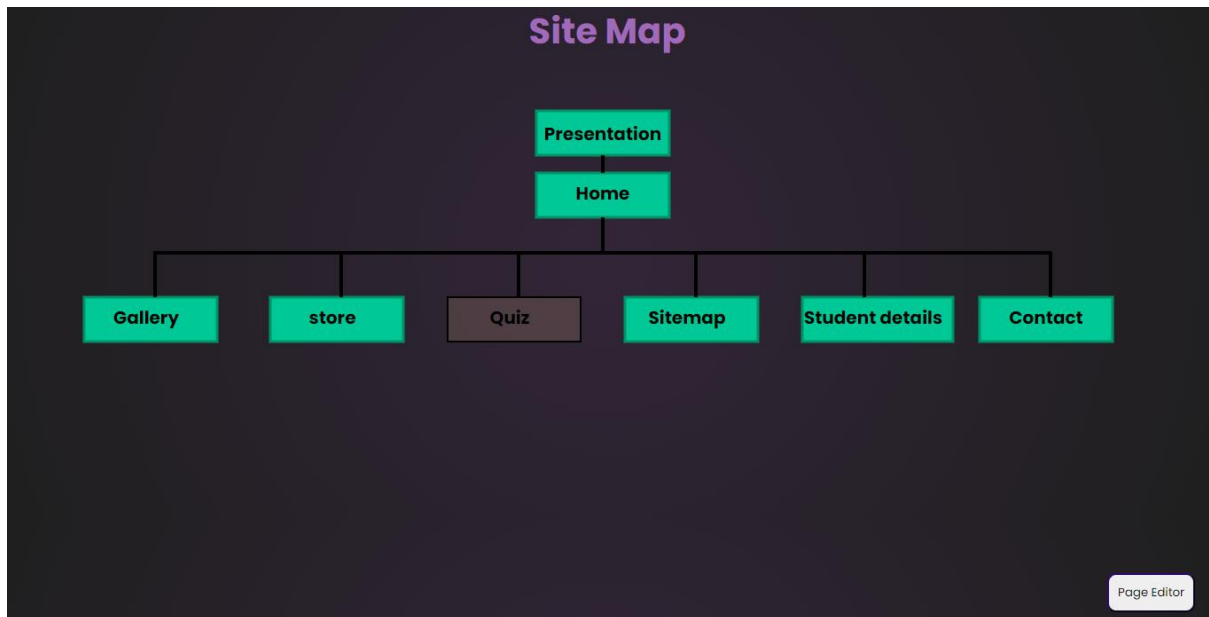 Site Map
Presentation
Home
Gallery
store
Quiz
Sitemap
Student details
Contact
Page Editor